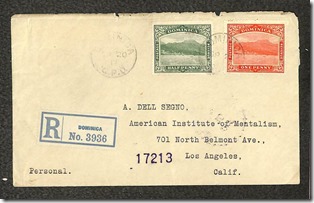 DOMINICA
HALF PENNY
DOMINICA
ONE PENNY
A. DELL SEGNO,
American Institute of Mentalism,
701 North Belmont Ave.,
Los Angeles,
Calif.
R
DOMINICA
No. 3936
17213
Personal.